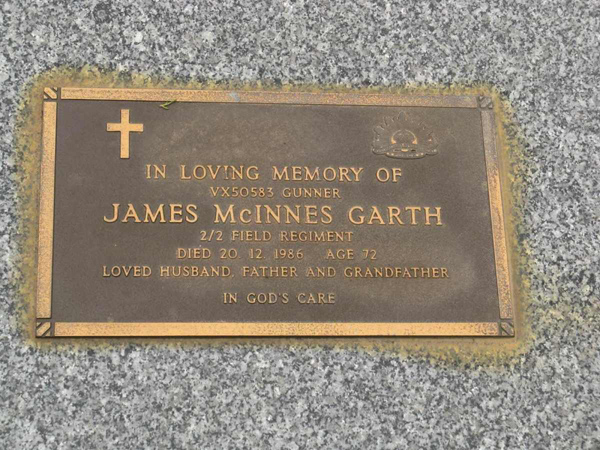 IN LOVING MEMORY OF
VX50583 GUNNER
JAMES McINNES GARTH
2/2 FIELD REGIMENT
DIED 20. 12. 1986 AGE 72
LOVED HUSBAND, FATHER AND GRANDFATHER
IN GOD'S CARE